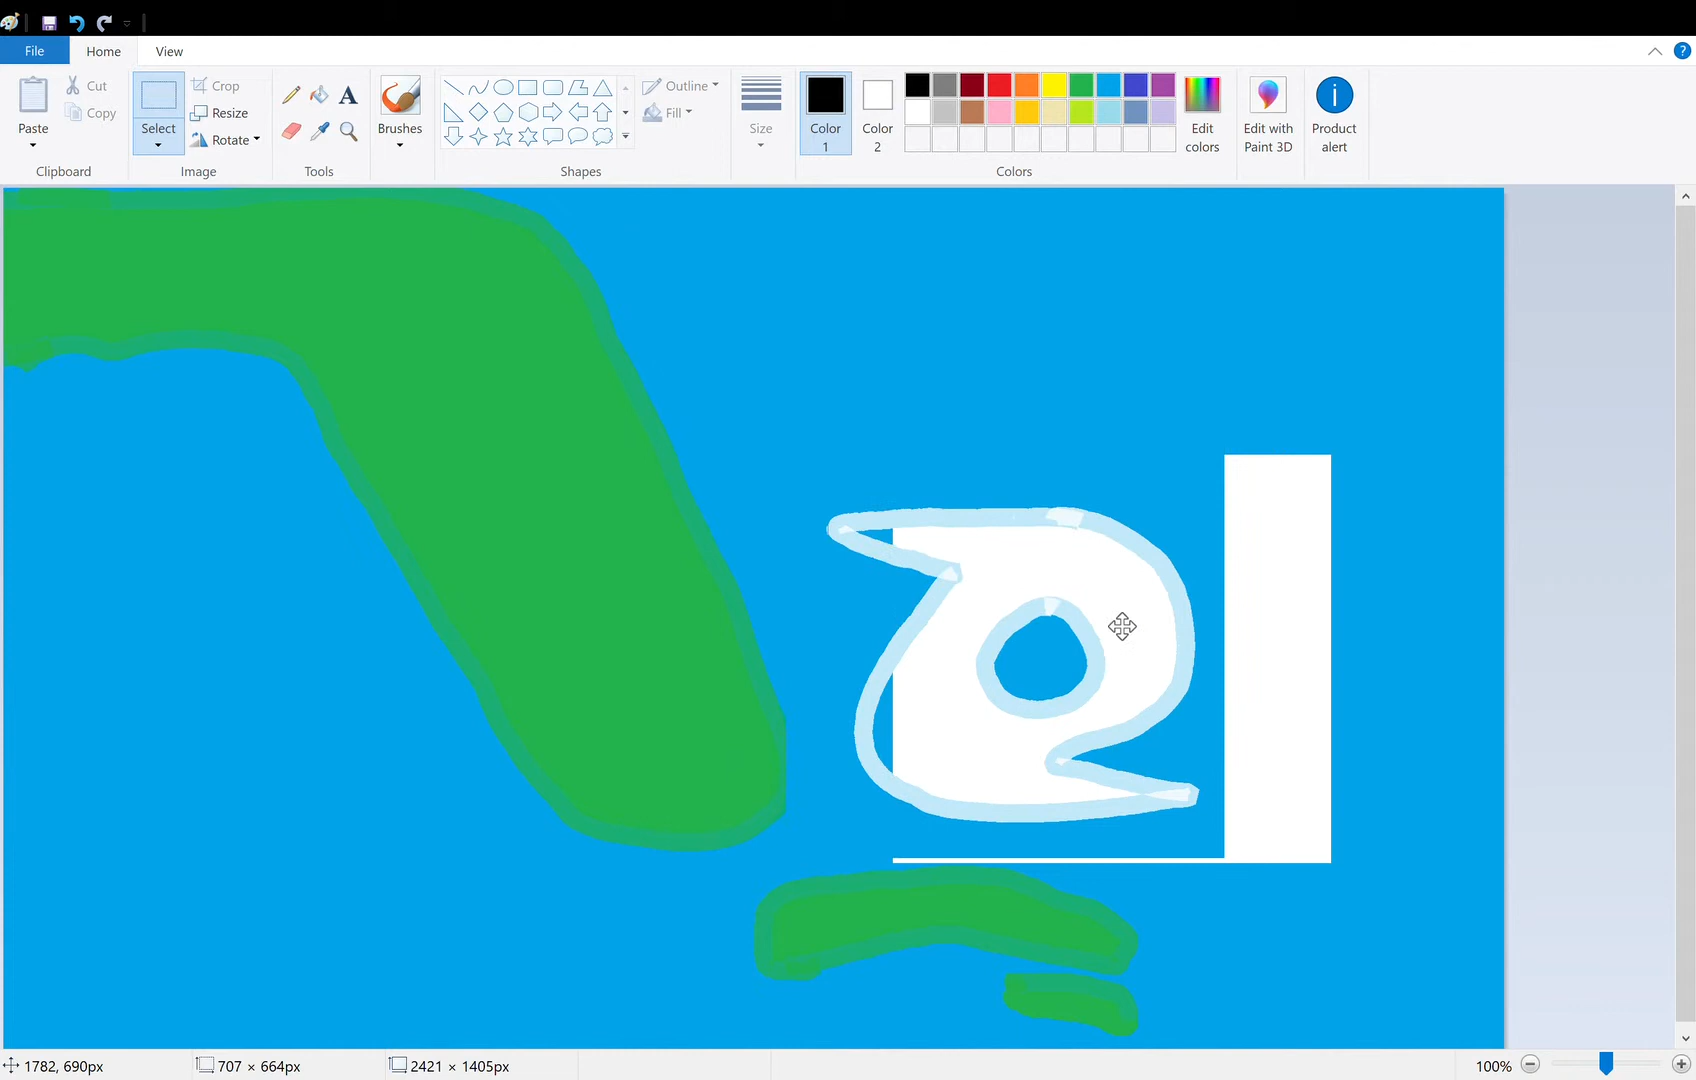 File Home View
Paste
Cut
Copy
Clipboard
Select
Crop
Resize
Rotate
Image
A
Tools
Brushes
Outline
Fill
Shapes
Size
Color 1
Color 2
Colors
Edit colors
Edit with Paint 3D
Product alert
1782, 690px
707 × 664px
2421 × 1405px
100%